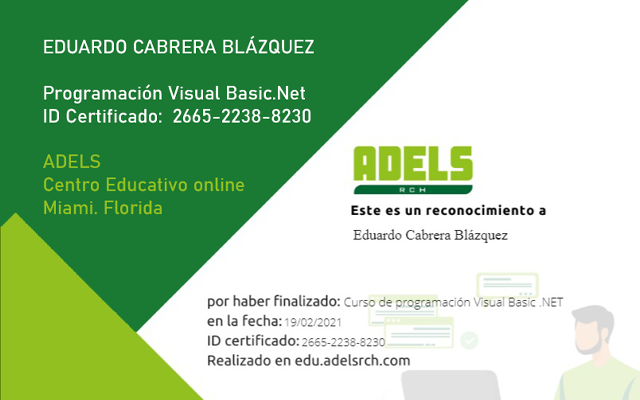 EDUARDO CABRERA BLÁZQUEZ
Programación Visual Basic.Net
ID Certificado: 2665-2238-8230
ADELS
Centro Educativo online
Miami. Florida
ADELS
RCH
Este es un reconocimiento a
Eduardo Cabrera Blázquez
por haber finalizado: Curso de programación Visual Basic .NET
en la fecha: 19/02/2021
ID certificado: 2665-2238-8230
Realizado en edu.adelsrch.com